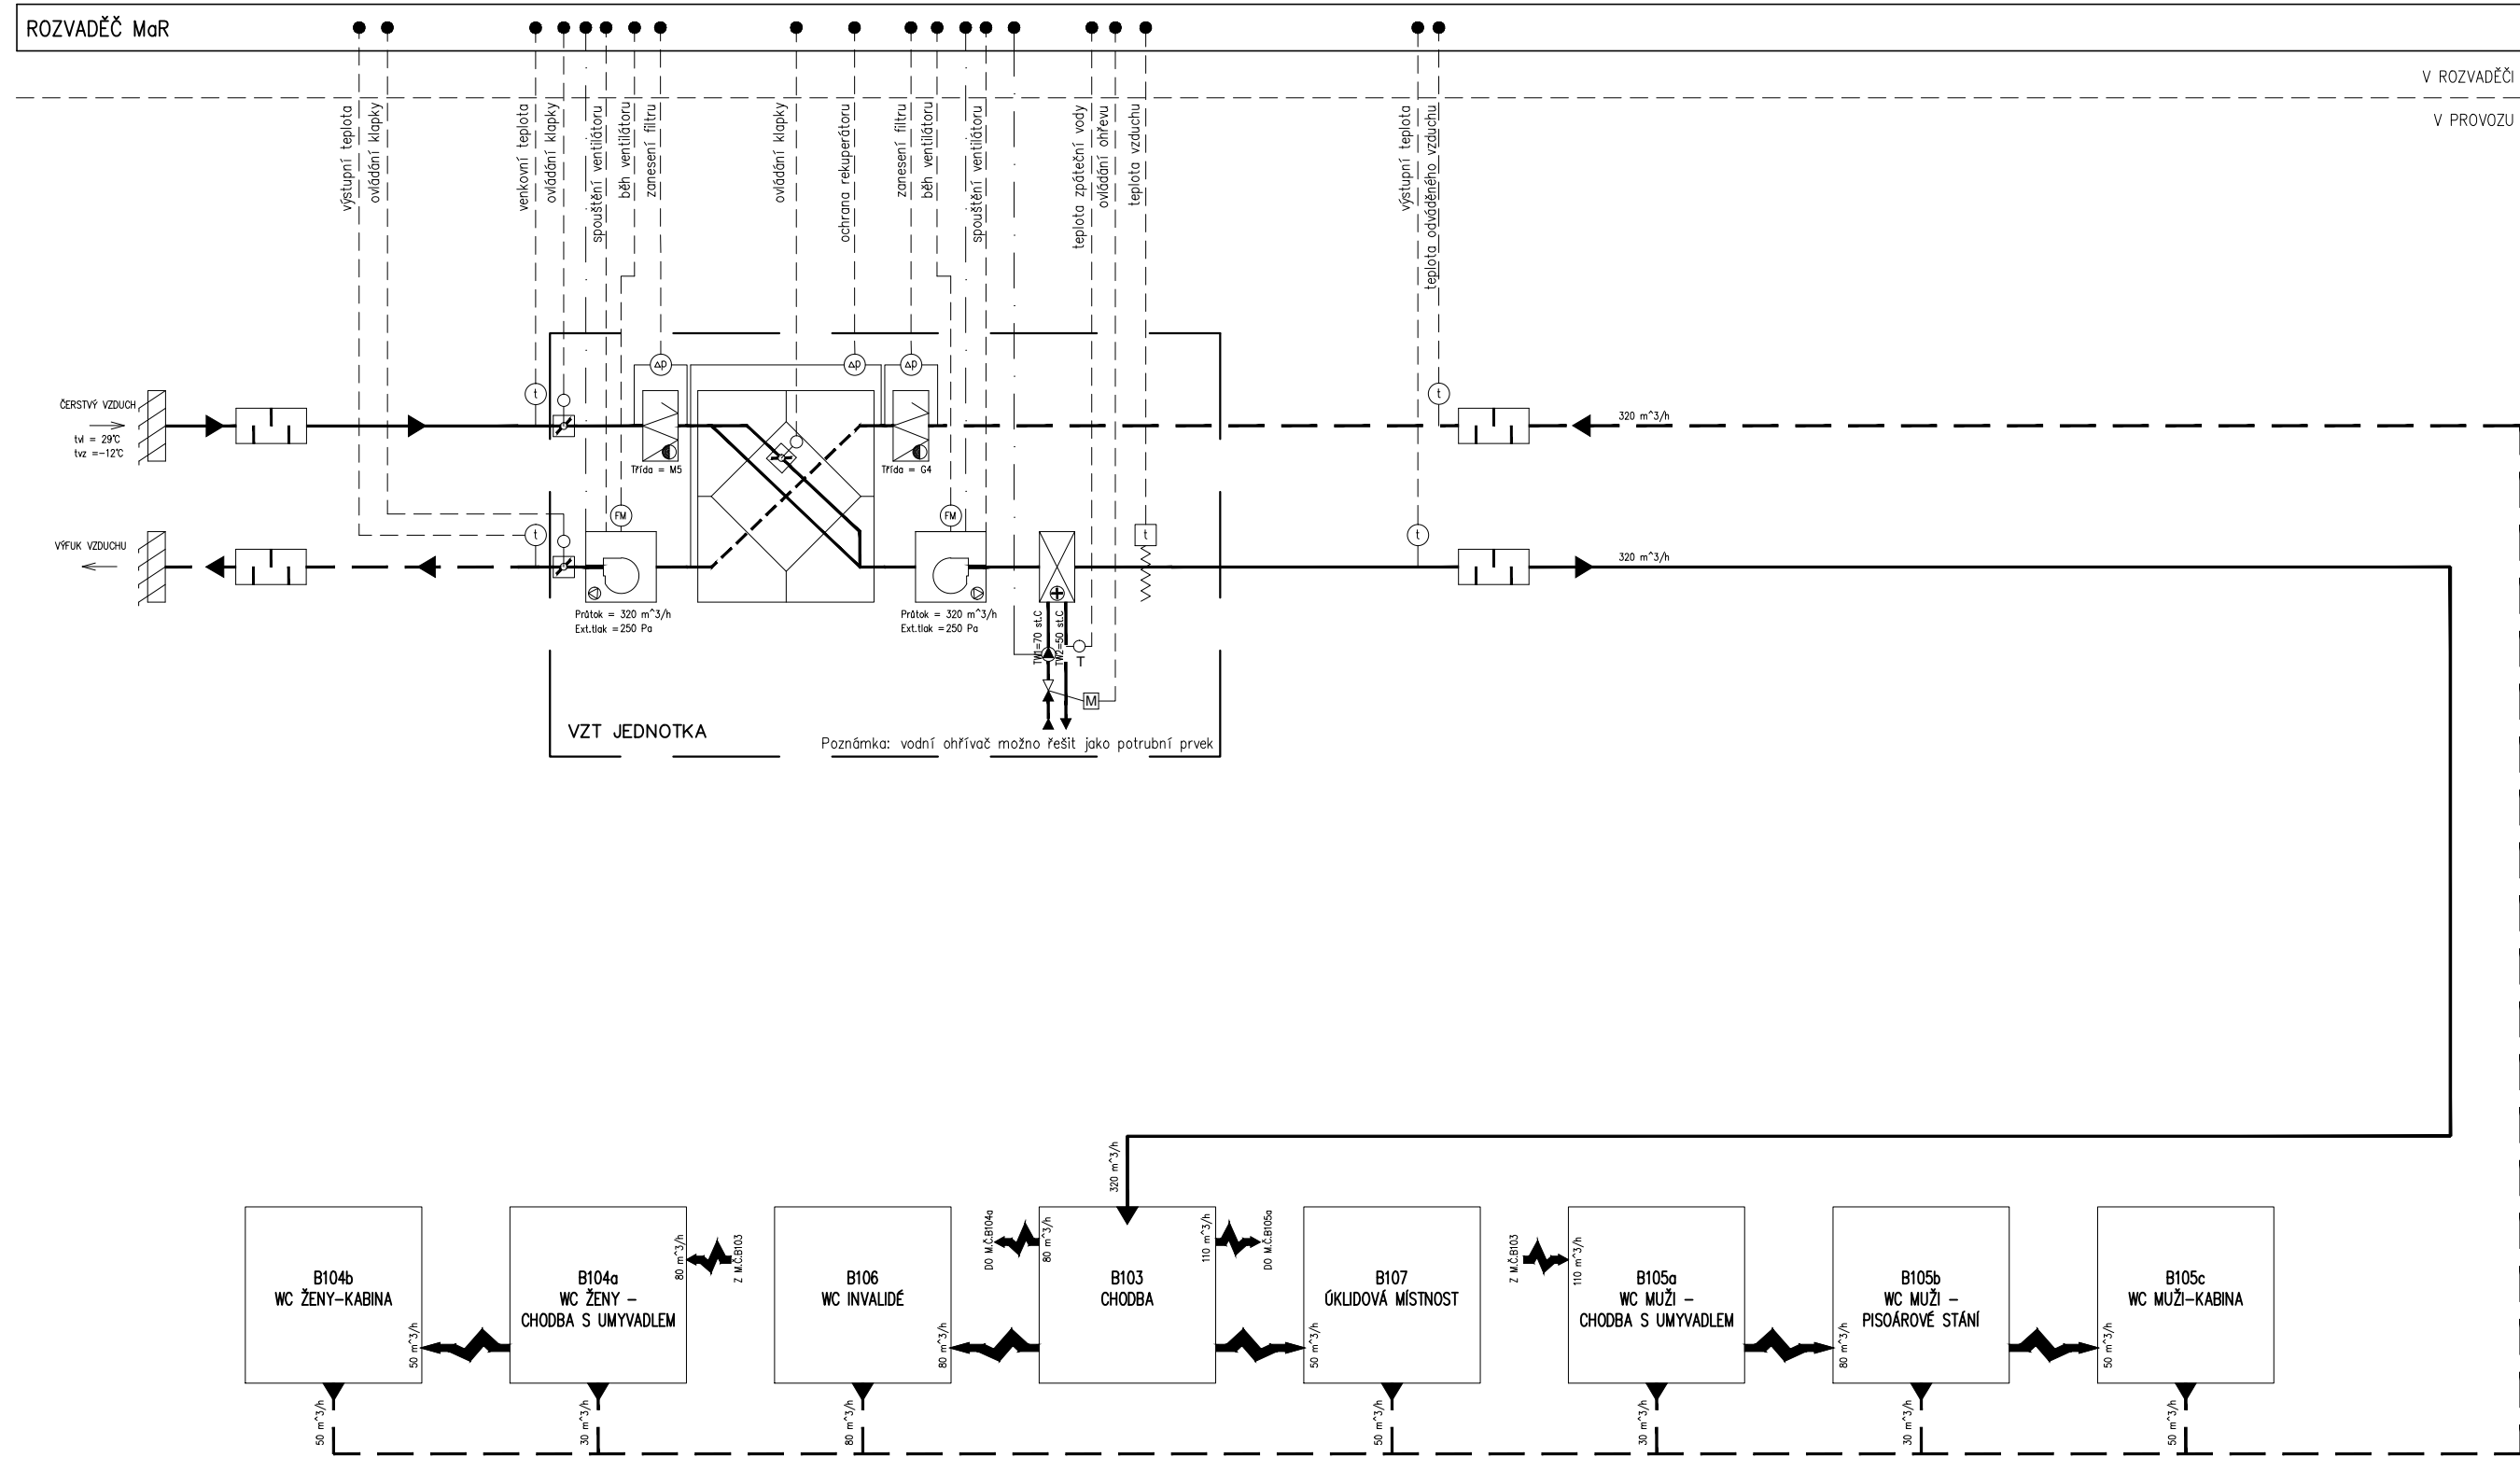 ROZVADĚČ MaR
V ROZVADĚČI
V PROVOZU
výstupní teplota
ovládání klapky
venkovní teplota
ovládání klapky
spouštění ventilátoru
běh ventilátoru
zanesení filtru
ovládání klapky
ochrana rekuperátoru
zanesení filtru
běh ventilátoru
spouštění ventilátoru
teplota zpáteční vody
ovládání ohřevu
teplota vzduchu
výstupní teplota
teplota odváděného vzduchu
Δp
Δp
Δp
t
t
ČERSTVÝ VZDUCH
tvl = 29°C
tvz =-12°C
320 m^3/h
Třída = M5
Třída = G4
FM
FM
t
t
t
VÝFUK VZDUCHU
320 m^3/h
Průtok = 320 m^3/h
Ext.tlak =250 Pa
Průtok = 320 m^3/h
Ext.tlak =250 Pa
TW1=70 st.C
TW2=50 st.C
T
M
VZT JEDNOTKA
Poznámka: vodní ohřívač možno řešit jako potrubní prvek
320 m^3/h
B104b
WC ŽENY-KABINA
50 m^3/h
50 m^3/h
B104a
WC ŽENY -
CHODBA S UMYVADLEM
80 m^3/h
Z M.Č.B103
30 m^3/h
B106
WC INVALIDÉ
80 m^3/h
80 m^3/h
DO M.Č.B104a
80 m^3/h
B103
CHODBA
110 m^3/h
DO M.Č.B105a
B107
ÚKLIDOVÁ MÍSTNOST
50 m^3/h
50 m^3/h
Z M.Č.B103
110 m^3/h
B105a
WC MUŽI -
CHODBA S UMYVADLEM
30 m^3/h
B105b
WC MUŽI -
PISOÁROVÉ STÁNÍ
80 m^3/h
30 m^3/h
B105c
WC MUŽI-KABINA
50 m^3/h
50 m^3/h